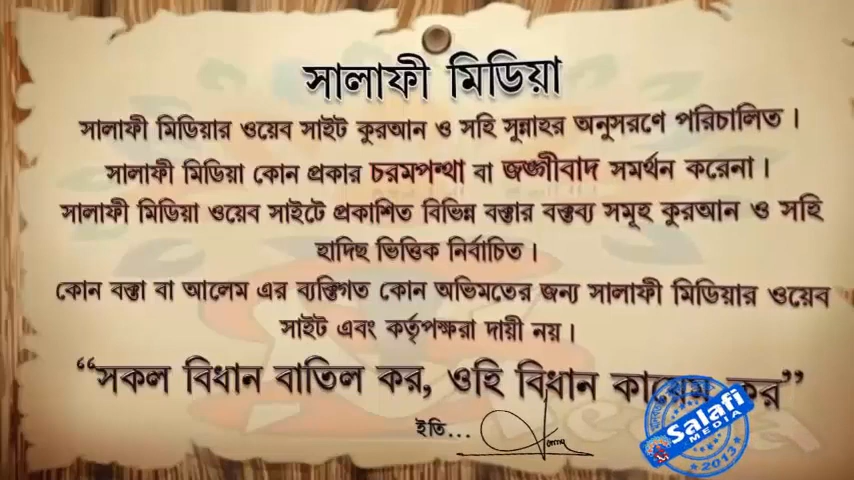 সালাফী মিডিয়া
সালাফী মিডিয়ার ওয়েব সাইট কুরআন ও সহি সুন্নাহর অনুসরণে পরিচালিত।
সালাফী মিডিয়া কোন প্রকার চরমপন্থা বা জঙ্গীবাদ সমর্থন করেনা।
সালাফী মিডিয়া ওয়েব সাইটে প্রকাশিত বিভিন্ন বক্তার বক্তব্য সমূহ কুরআন ও সহি
হাদিছ ভিত্তিক নির্বাচিত।
কোন বক্তা বা আলেম এর ব্যক্তিগত কোন অভিমতের জন্য সালাফী মিডিয়ার ওয়েব
সাইট এবং কর্তৃপক্ষরা দায়ী নয়।
“সকল বিধান বাতিল কর, ওহি বিধান কায়েম কর”
ইতি...
Salafi
MEDIA
2013